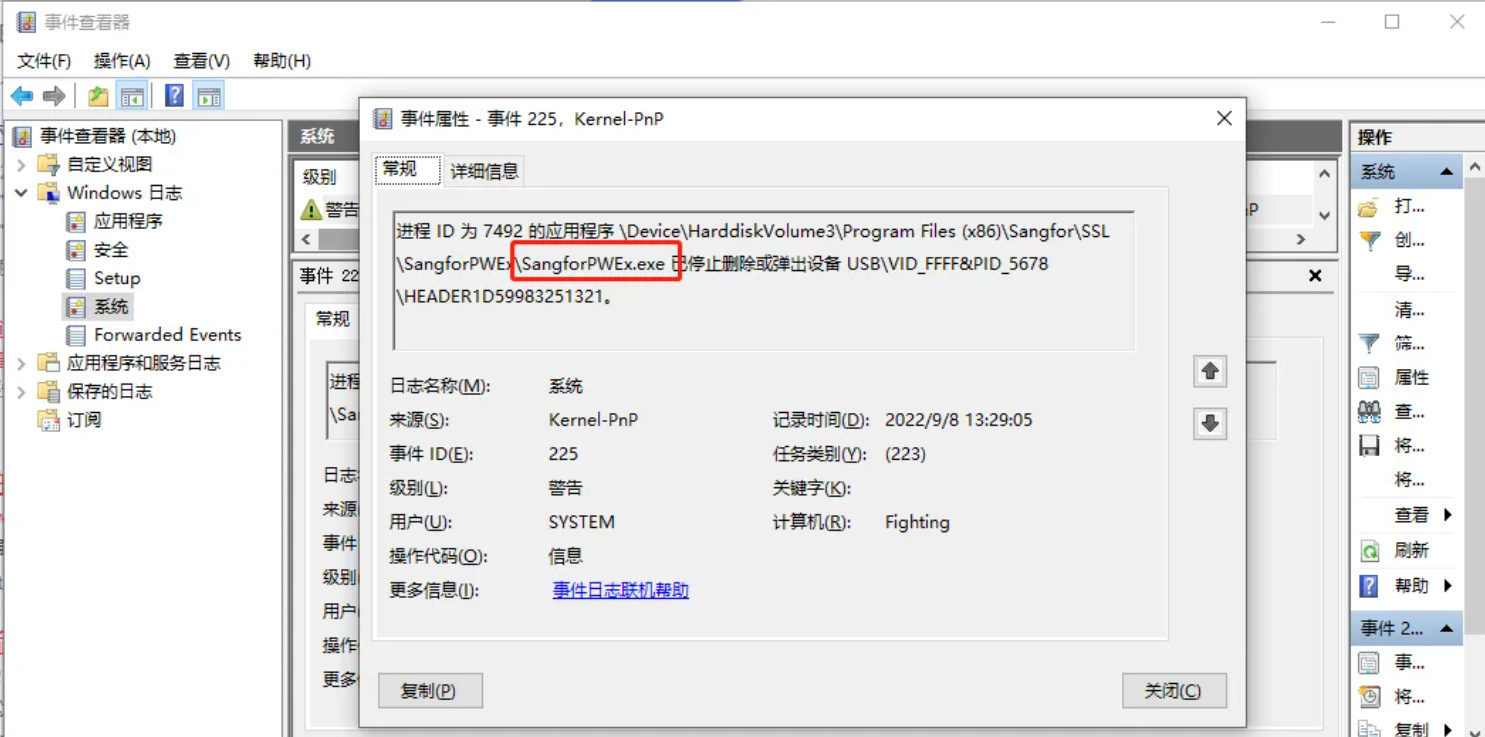 事件查看器
文件(F) 操作(A) 查看(V) 帮助(H)
事件查看器 (本地)
自定义视图
Windows 日志
应用程序
安全
Setup
系统
Forwarded Events
应用程序和服务日志
保存的日志
订阅
系统
级别
警告
事件 22
常规
进程
\Sa
日志
来源
事件
级别
用户
操作
更多
事件属性 - 事件 225，Kernel-PnP
常规 详细信息
进程 ID 为 7492 的应用程序 \Device\HarddiskVolume3\Program Files (x86)\Sangfor\SSL
\SangforPWEx\SangforPWEx.exe 已停止删除或弹出设备 USB\VID_FFFF&PID_5678
\HEADER1D59983251321。
日志名称(M): 系统
来源(S): Kernel-PnP 记录时间(D): 2022/9/8 13:29:05
事件 ID(E): 225 任务类别(Y): (223)
级别(L): 警告 关键字(K):
用户(U): SYSTEM 计算机(R): Fighting
操作代码(O): 信息
更多信息(I): 事件日志联机帮助
复制(P) 关闭(C)
操作
系统
打...
创...
导...
清...
筛...
属性
查...
将...
将...
查看
刷新
帮助
事件 2...
事...
将...
复制